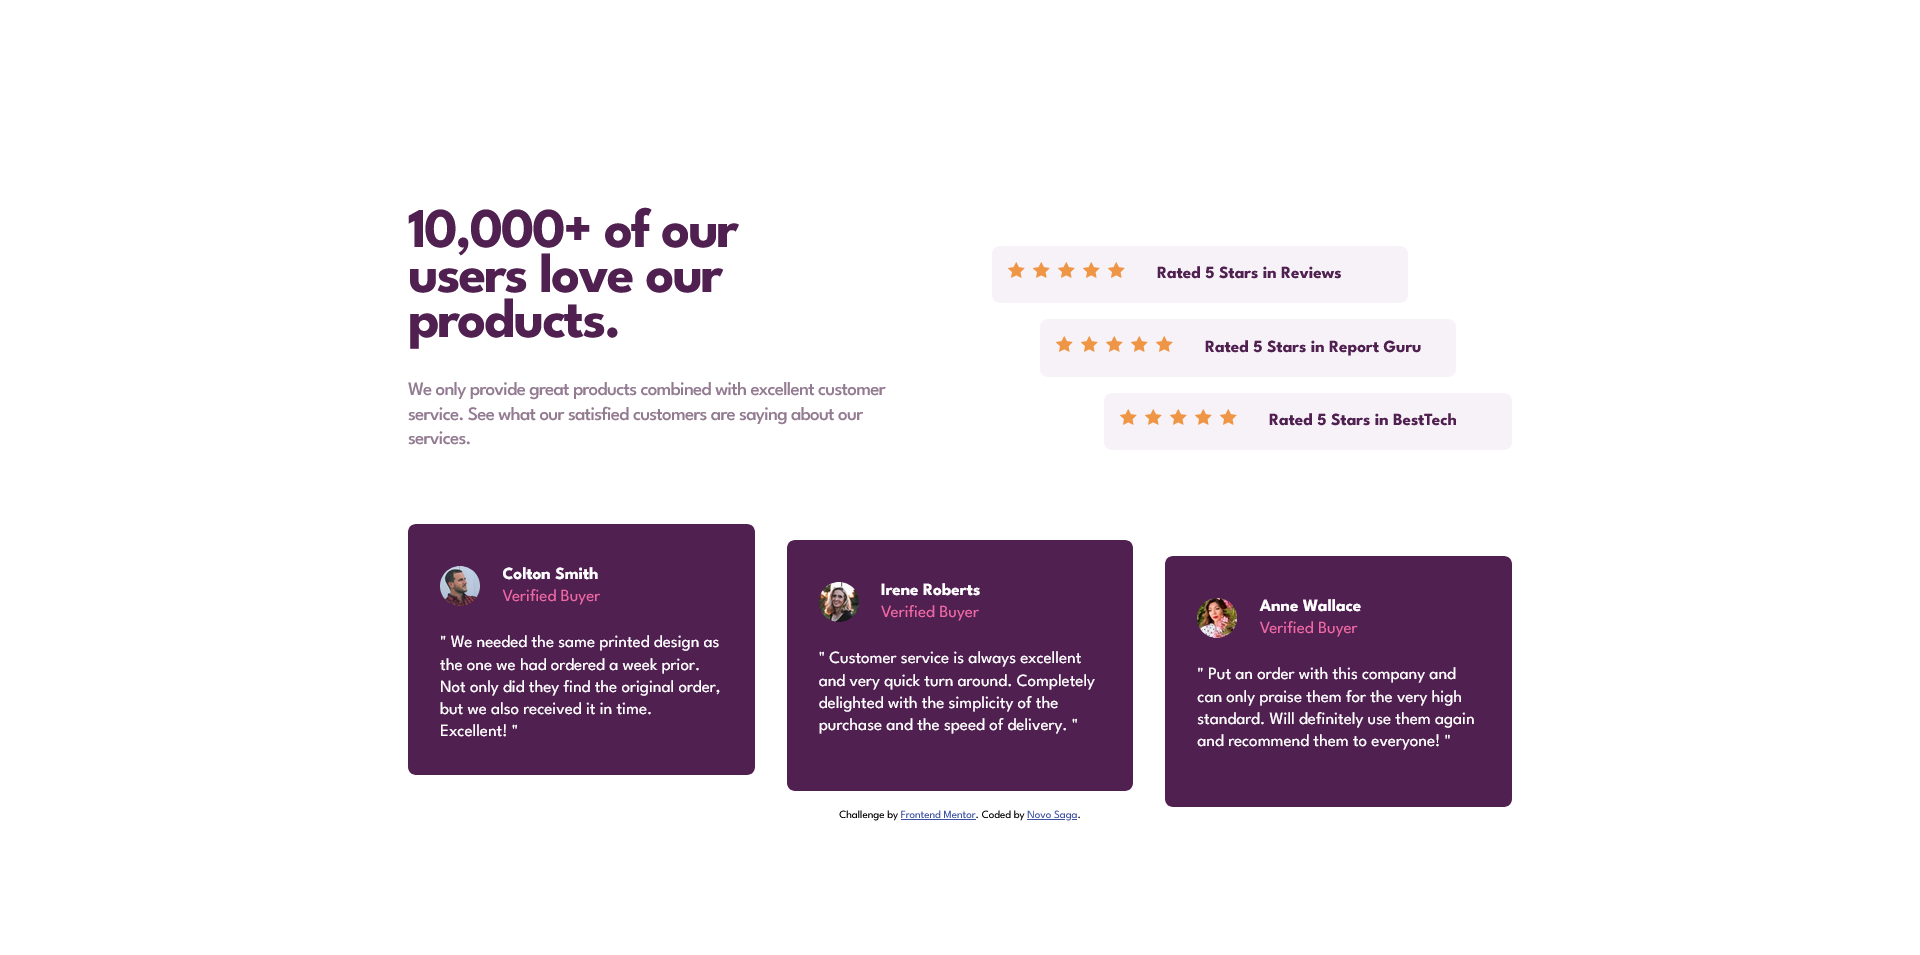 10,000+ of our
users love our
products.
We only provide great products combined with excellent customer
service. See what our satisfied customers are saying about our
services.
Rated 5 Stars in Reviews
Rated 5 Stars in Report Guru
Rated 5 Stars in BestTech
Colton Smith
Verified Buyer
" We needed the same printed design as
the one we had ordered a week prior.
Not only did they find the original order,
but we also received it in time.
Excellent! "
Irene Roberts
Verified Buyer
" Customer service is always excellent
and very quick turn around. Completely
delighted with the simplicity of the
purchase and the speed of delivery. "
Anne Wallace
Verified Buyer
" Put an order with this company and
can only praise them for the very high
standard. Will definitely use them again
and recommend them to everyone! "
Challenge by Frontend Mentor. Coded by Novo Saga.